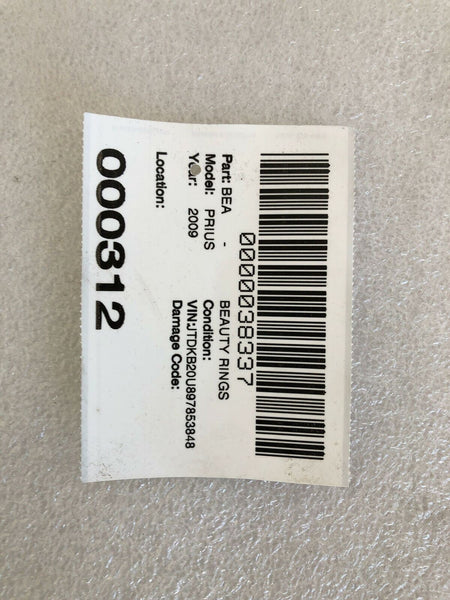 0000038337
Part: BEA - BEAUTY RINGS
Model: PRIUS Condition:
Year: 2009 VIN:JTDKB20U897853848
Damage Code:
Location:
000312